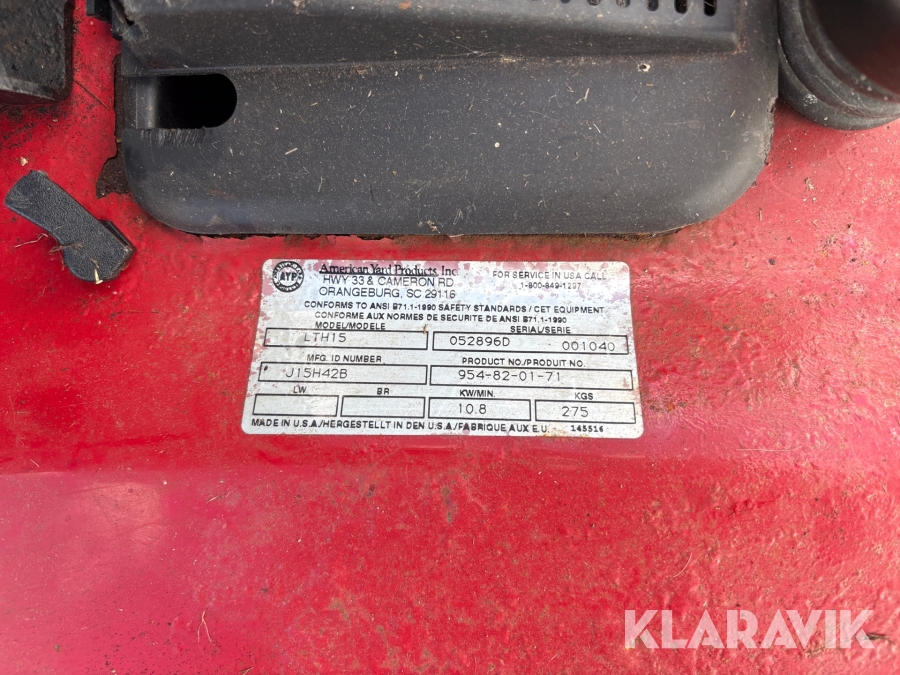 AYP
American Yard Products, Inc.
HWY 33 & CAMERON RD
ORANGEBURG, SC 29116
FOR SERVICE IN USA CALL
1-800-849-1297
CONFORMS TO ANSI B71.1-1990 SAFETY STANDARDS / CET EQUIPMENT
CONFORME AUX NORMES DE SECURITE DE ANSI B71.1-1990
MODEL/MODELE SERIAL/SERIE
LTH15 052896D 001040
MFG. ID NUMBER PRODUCT NO./PRODUIT NO.
J15H42B 954-82-01-71
LW BR KW/MIN. KGS
10.8 275
MADE IN U.S.A./HERGESTELLT IN DEN U.S.A./FABRIQUE AUX E.U. 145516
KLARAVIK